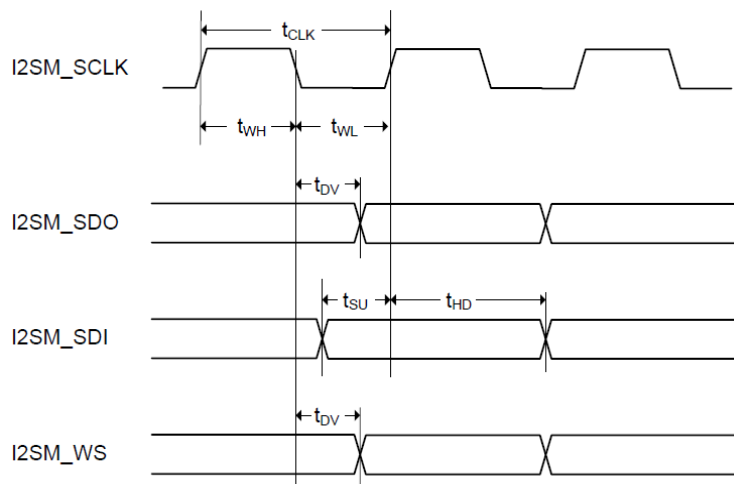 tCLK
I2SM_SCLK
tWH tWL
tDV
I2SM_SDO
tSU tHD
I2SM_SDI
tDV
I2SM_WS